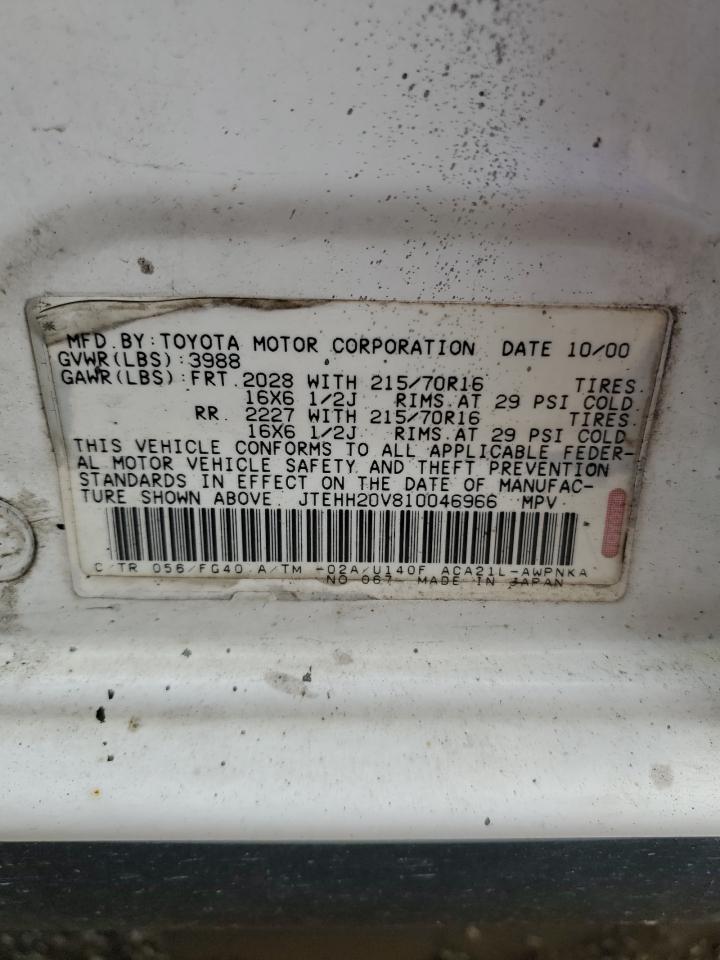 MFD. BY: TOYOTA MOTOR CORPORATION DATE 10/00
GVWR(LBS): 3988
GAWR(LBS): FRT. 2028 WITH 215/70R16 TIRES.
16X6 1/2J RIMS.AT 29 PSI COLD.
RR. 2227 WITH 215/70R16 TIRES.
16X6 1/2J RIMS.AT 29 PSI COLD.
THIS VEHICLE CONFORMS TO ALL APPLICABLE FEDER-
AL MOTOR VEHICLE SAFETY AND THEFT PREVENTION
STANDARDS IN EFFECT ON THE DATE OF MANUFAC-
TURE SHOWN ABOVE. JTEHH20V810046966 MPV
C/TR 056/FG40 A/TM -02A/U140F ACA21L-AWPNKA
NO 067 MADE IN JAPAN